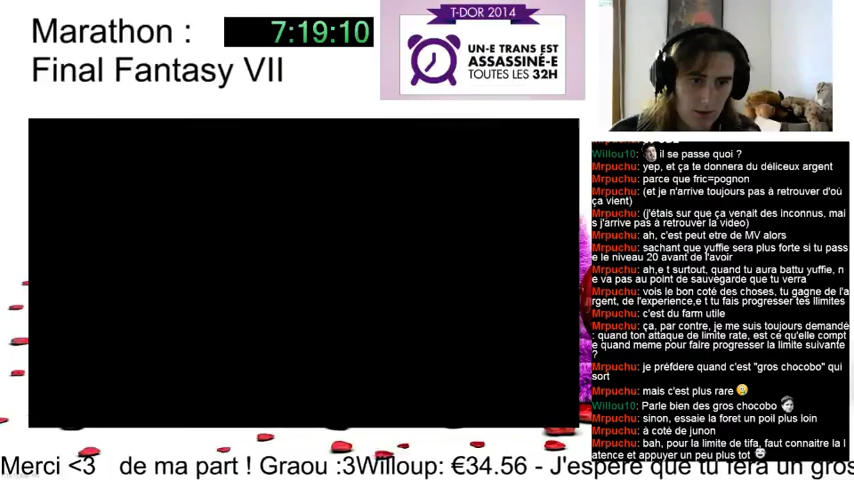 Marathon :
7:19:10
Final Fantasy VII
T-DOR 2014
UN-E TRANS EST
ASSASSINÉ-E
TOUTES LES 32H
Willou10: il se passe quoi ?
Mrpuchu: yep, et ça te donnera du déliceux argent
Mrpuchu: parce que fric=pognon
Mrpuchu: (et je n'arrive toujours pas à retrouver d'où
ça vient)
Mrpuchu: (j'étais sur que ça venait des inconnus, mai
s j'arrive pas à retrouver la video)
Mrpuchu: ah, c'est peut etre de MV alors
Mrpuchu: sachant que yuffie sera plus forte si tu pass
e le niveau 20 avant de l'avoir
Mrpuchu: ah,e t surtout, quand tu aura battu yuffie, n
e va pas au point de sauvegarde que tu verra
Mrpuchu: vois le bon coté des choses, tu gagne de l'a
rgent, de l'experience,e t tu fais progresser tes llimites
Mrpuchu: c'est du farm utile
Mrpuchu: ça, par contre, je me suis toujours demandé
: quand ton attaque de limite rate, est ce qu'elle compt
e quand meme pour faire progresser la limite suivante
?
Mrpuchu: je préfdere quand c'est "gros chocobo" qui
sort
Mrpuchu: mais c'est plus rare
Willou10: Parle bien des gros chocobo
Mrpuchu: sinon, essaie la foret un poil plus loin
Mrpuchu: à coté de junon
Mrpuchu: bah, pour la limite de tifa, faut connaitre la l
atence et appuyer un peu plus tot
Merci <3 de ma part ! Graou :3Willoup: €34.56 - J'espère que tu fera un gros